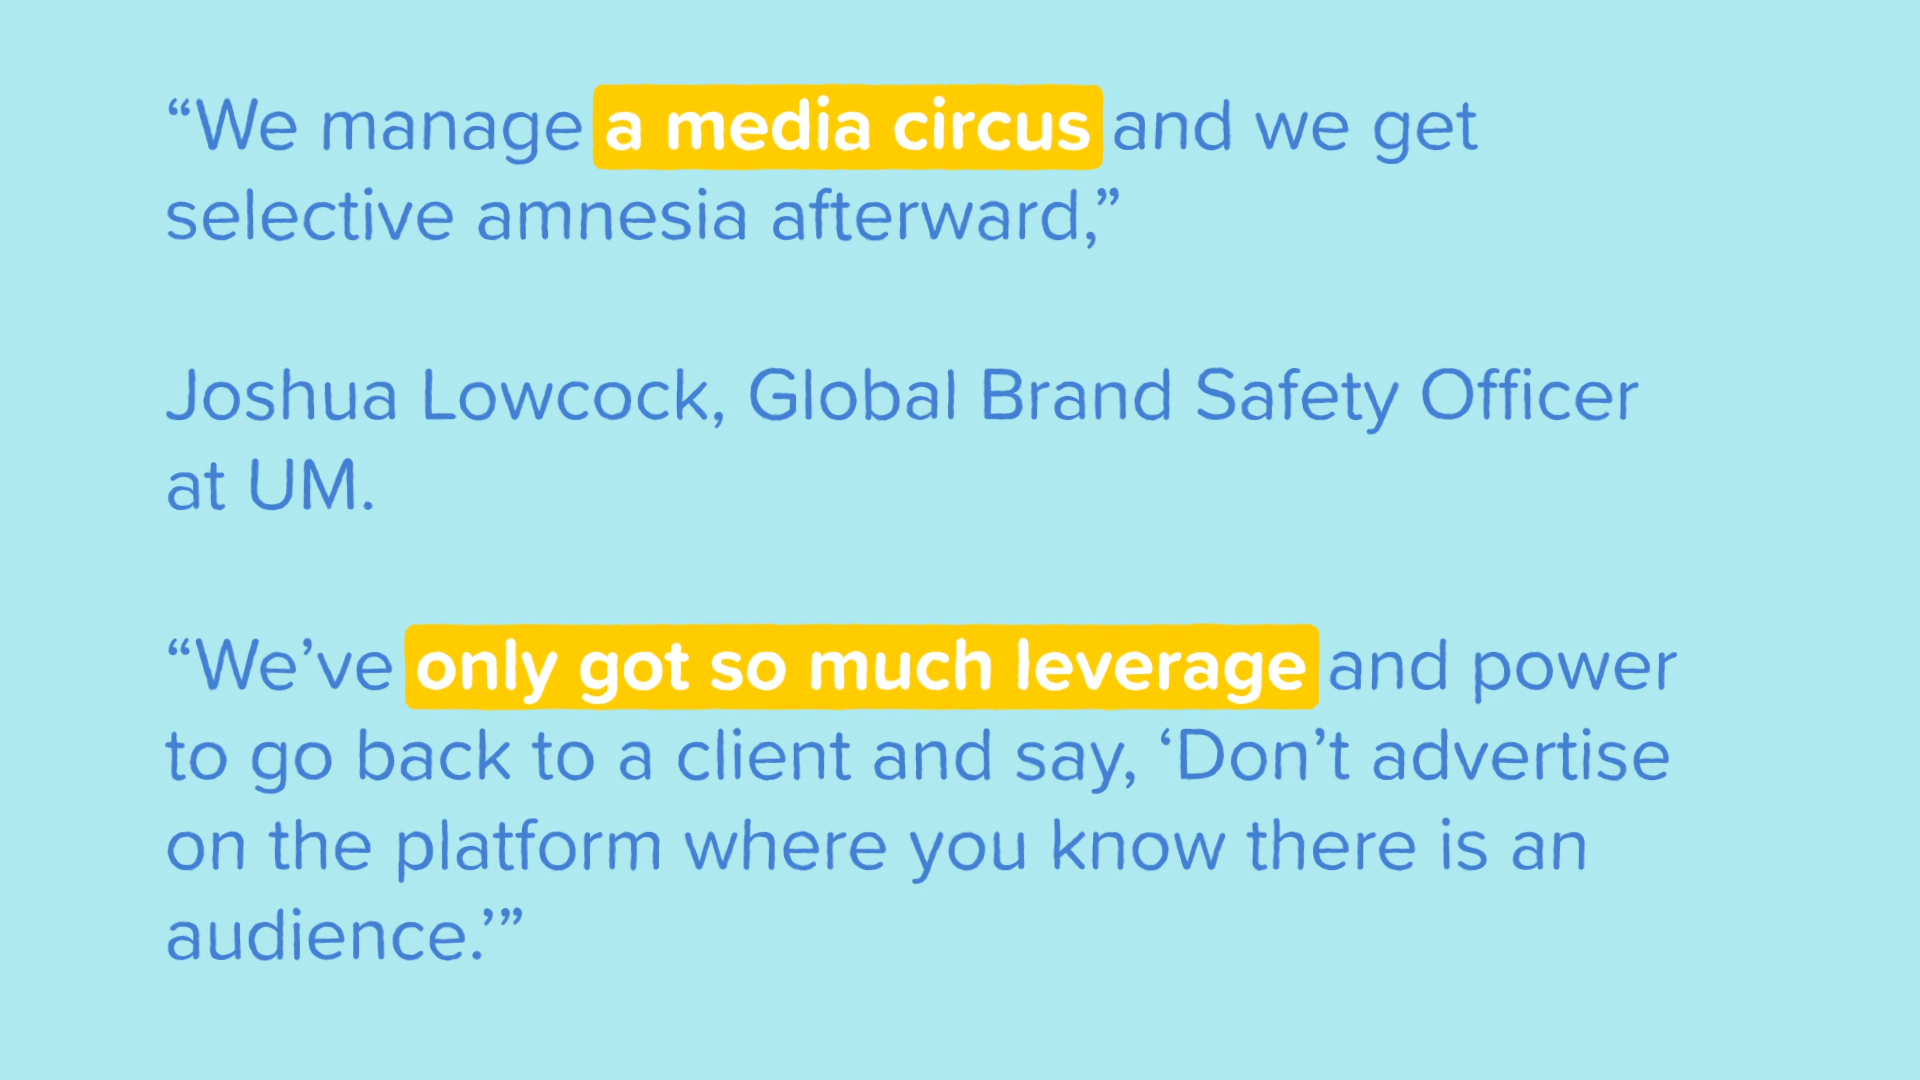 “We manage a media circus and we get
selective amnesia afterward,”
Joshua Lowcock, Global Brand Safety Officer
at UM.
“We’ve only got so much leverage and power
to go back to a client and say, ‘Don’t advertise
on the platform where you know there is an
audience.’”